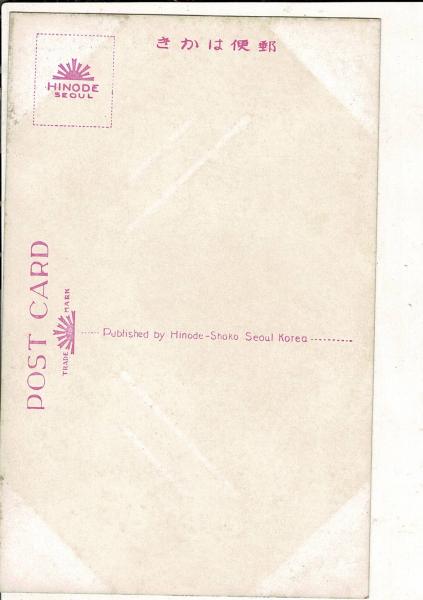 郵便はかき
HINODE
SEOUL
POST CARD
TRADE MARK
Published by Hinode-Shoko Seoul Korea